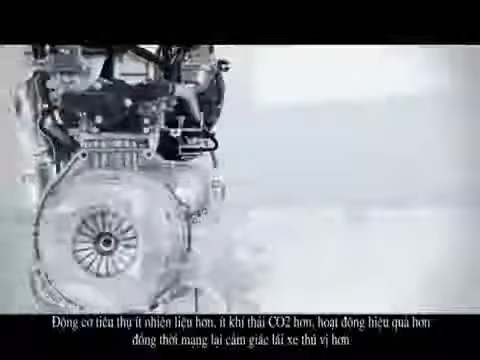 Động cơ tiêu thụ ít nhiên liệu hơn, ít khí thải CO2 hơn, hoạt động hiệu quả hơn
đồng thời mạng lại cảm giác lái xe thú vị hơn